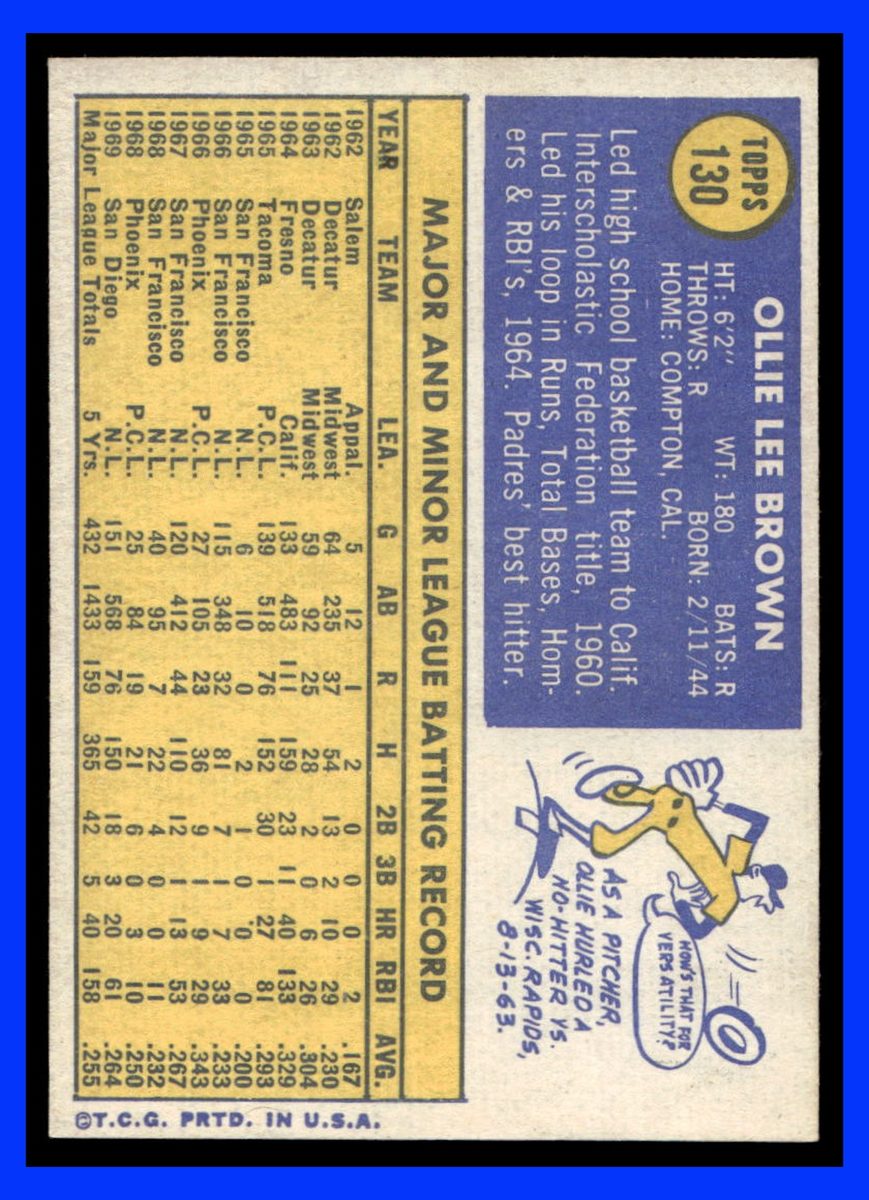 TOPPS
130
OLLIE LEE BROWN
HT: 6'2" WT: 180 BATS: R
THROWS: R BORN: 2/11/44
HOME: COMPTON, CAL.
Led high school basketball team to Calif.
Interscholastic Federation title, 1960.
Led his loop in Runs, Total Bases, Hom-
ers & RBI's, 1964. Padres' best hitter.
HOW'S THAT FOR
VERSATILITY?
AS A PITCHER,
OLLIE HURLED A
NO-HITTER VS.
WISC. RAPIDS,
8-13-63.
MAJOR AND MINOR LEAGUE BATTING RECORD
YEAR TEAM LEA. G AB R H 2B 3B HR RBI AVG.
1962 Salem Appal. 5 12 1 2 0 0 0 2 .167
1962 Decatur Midwest 64 235 37 54 13 2 10 29 .230
1963 Decatur Midwest 59 92 25 28 2 0 6 26 .304
1964 Fresno Calif. 133 483 111 159 23 11 40 133 .329
1965 Tacoma P.C.L. 139 518 76 152 30 1 27 81 .293
1965 San Francisco N.L. 6 10 0 2 1 0 0 0 .200
1966 San Francisco N.L. 115 348 32 81 7 1 7 33 .233
1966 Phoenix P.C.L. 27 105 23 36 9 1 9 29 .343
1967 San Francisco N.L. 120 412 44 110 12 1 13 53 .267
1968 San Francisco N.L. 40 95 7 22 4 0 0 11 .232
1968 Phoenix P.C.L. 25 84 19 21 6 0 3 10 .250
1969 San Diego N.L. 151 568 76 150 18 3 20 61 .264
Major League Totals 5 Yrs. 432 1433 159 365 42 5 40 158 .255
©T.C.G. PRTD. IN U.S.A.